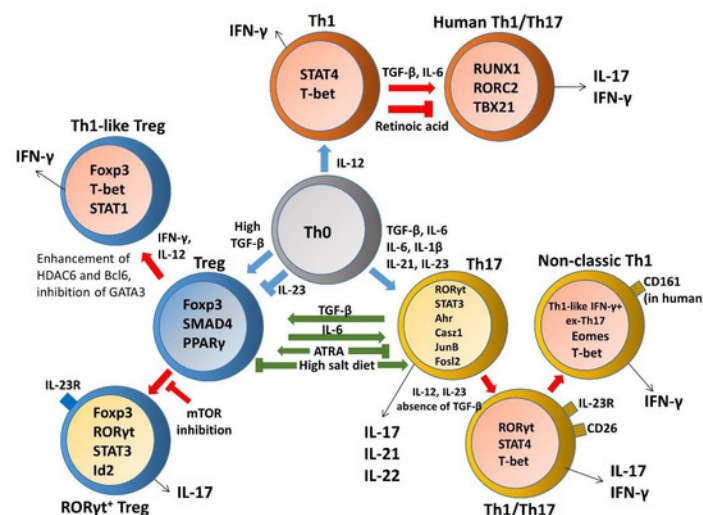 Th1
IFN-γ
STAT4
T-bet
TGF-β, IL-6
Retinoic acid
Human Th1/Th17
RUNX1
RORC2
TBX21
IL-17
IFN-γ
IL-12
Th1-like Treg
IFN-γ
Foxp3
T-bet
STAT1
Enhancement of
HDAC6 and Bcl6,
inhibition of GATA3
IFN-γ,
IL-12
High
TGF-β
Th0
IL-23
TGF-β, IL-6
IL-6, IL-1β
IL-21, IL-23
Treg
Foxp3
SMAD4
PPARγ
TGF-β
IL-6
ATRA
High salt diet
Th17
RORγt
STAT3
Ahr
Casz1
JunB
Fosl2
Non-classic Th1
CD161
(in human)
Th1-like IFN-γ+
ex-Th17
Eomes
T-bet
IFN-γ
IL-23R
mTOR
inhibition
Foxp3
RORγt
STAT3
Id2
IL-17
RORγt⁺ Treg
IL-17
IL-21
IL-22
IL-12, IL-23
absence of TGF-β
IL-23R
CD26
RORγt
STAT4
T-bet
IL-17
IFN-γ
Th1/Th17